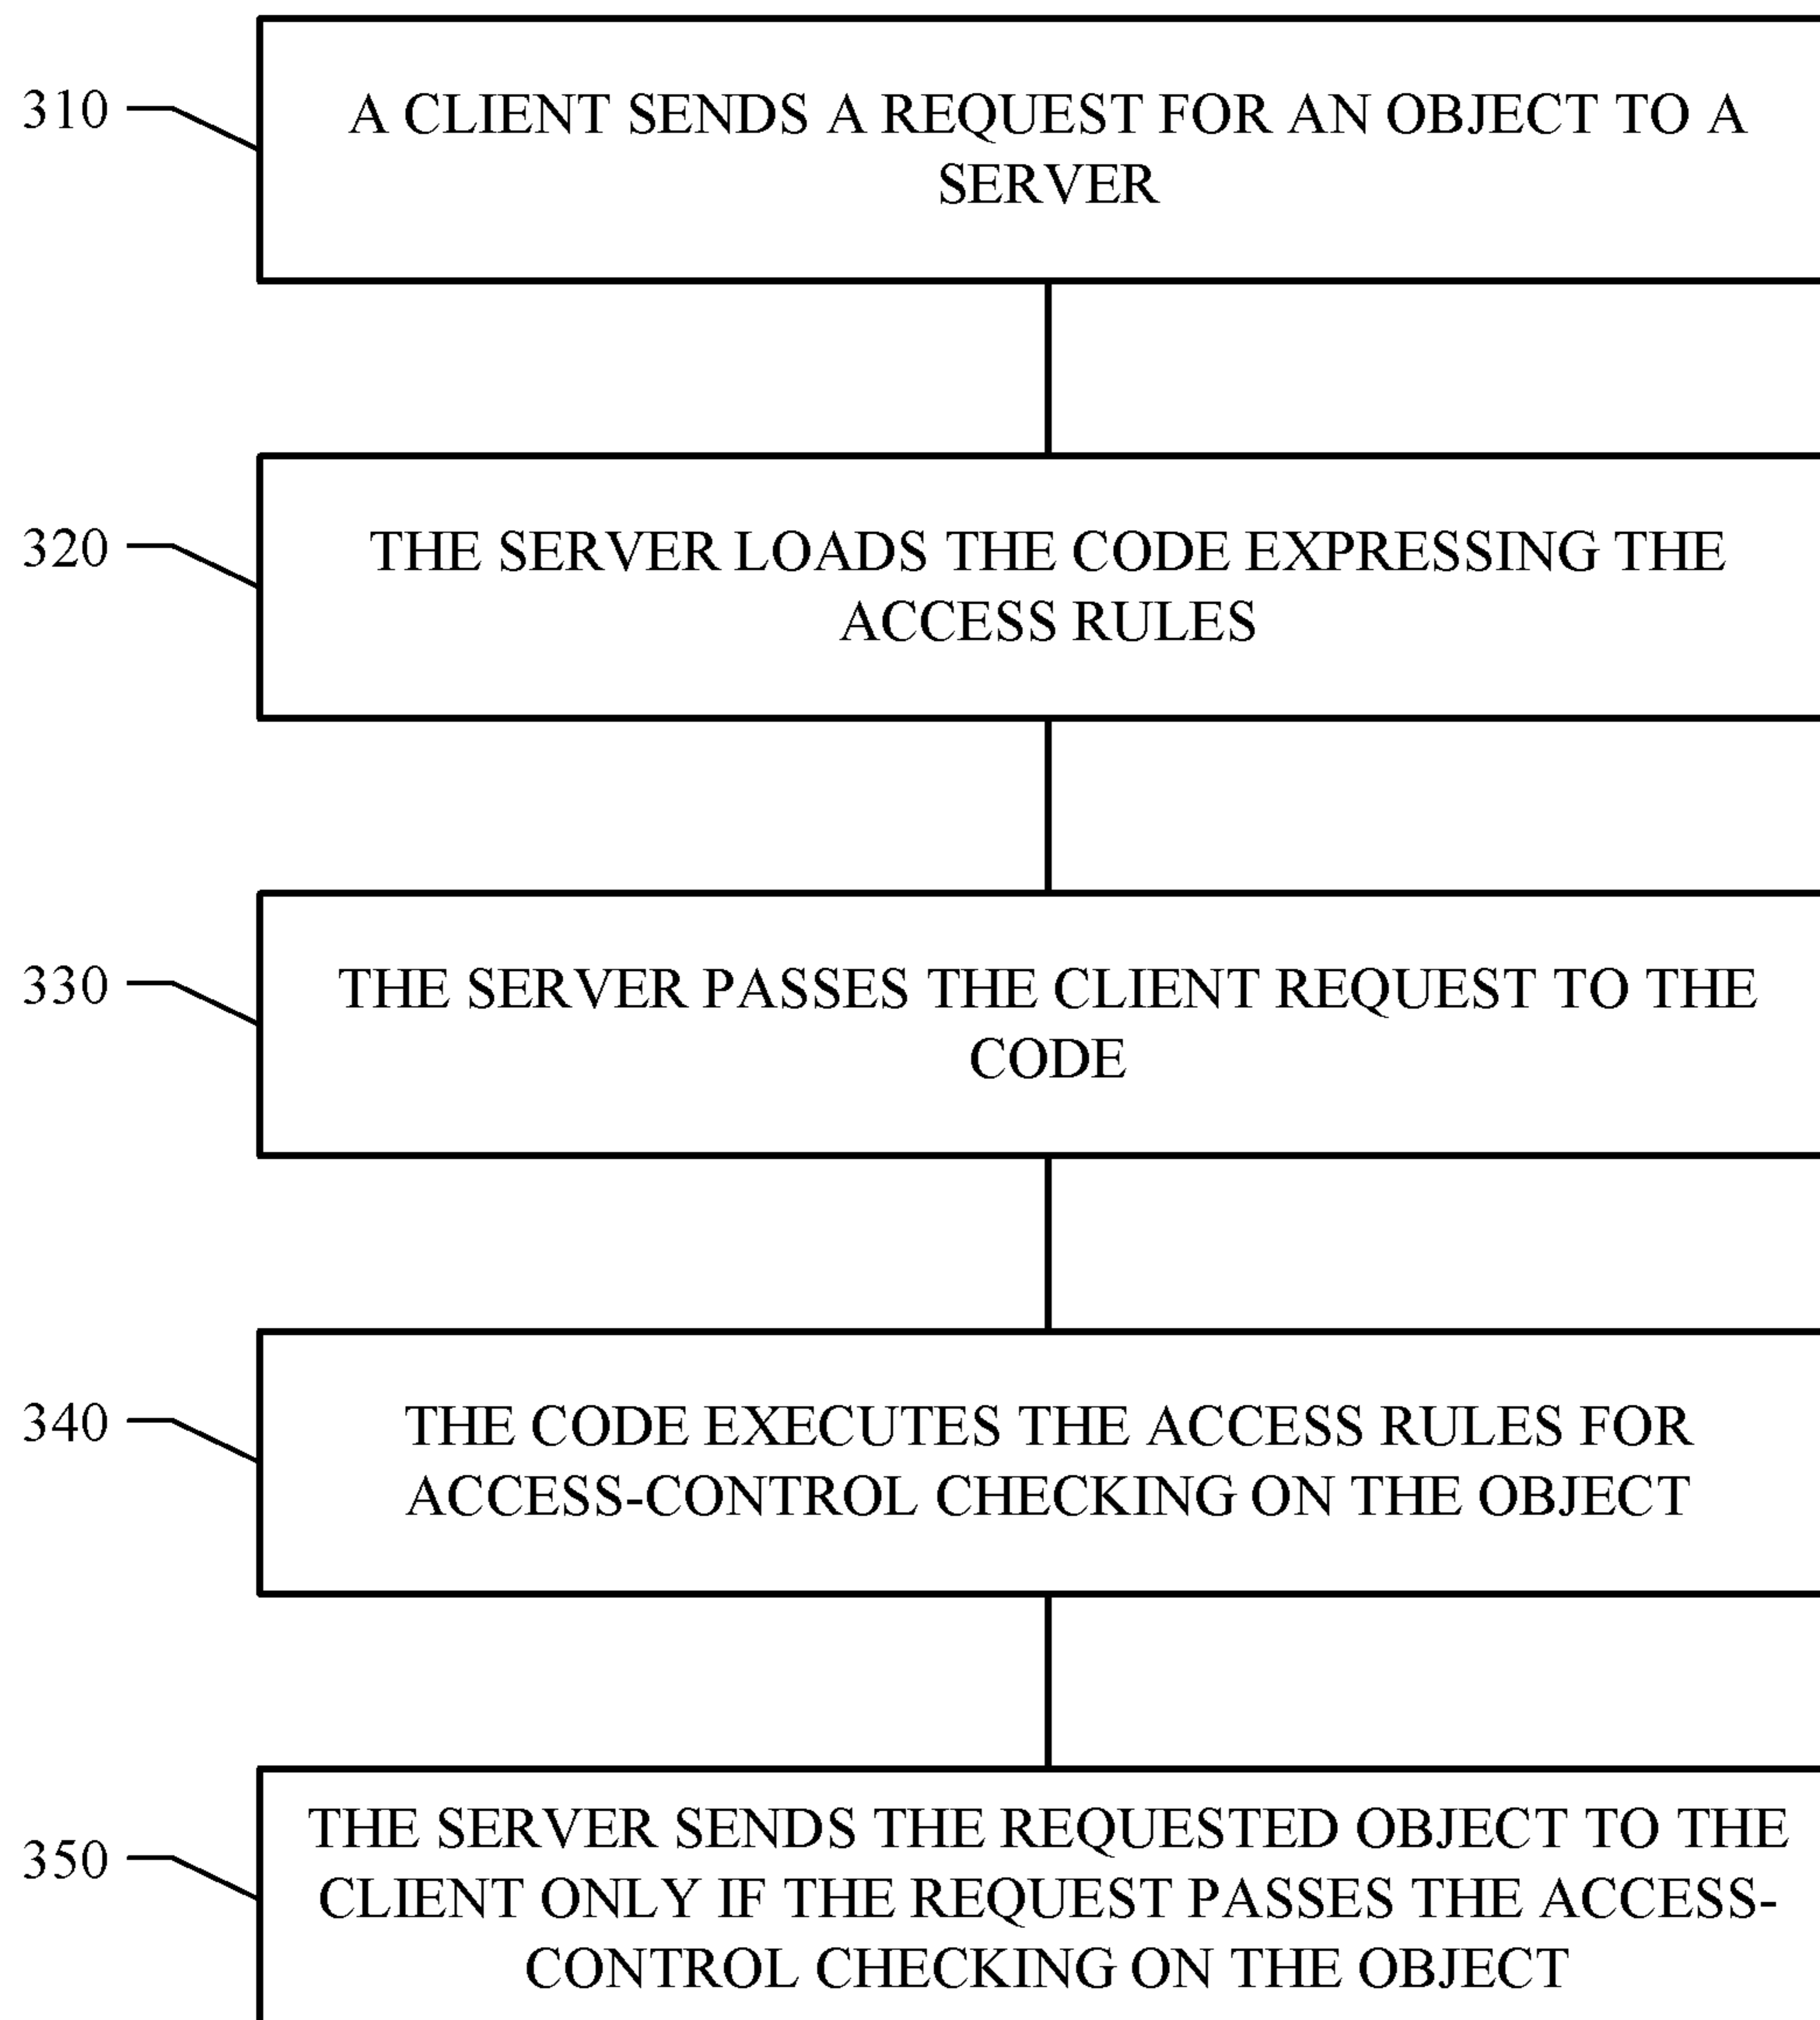 310
A CLIENT SENDS A REQUEST FOR AN OBJECT TO A
SERVER
320
THE SERVER LOADS THE CODE EXPRESSING THE
ACCESS RULES
330
THE SERVER PASSES THE CLIENT REQUEST TO THE
CODE
340
THE CODE EXECUTES THE ACCESS RULES FOR
ACCESS-CONTROL CHECKING ON THE OBJECT
350
THE SERVER SENDS THE REQUESTED OBJECT TO THE
CLIENT ONLY IF THE REQUEST PASSES THE ACCESS-
CONTROL CHECKING ON THE OBJECT